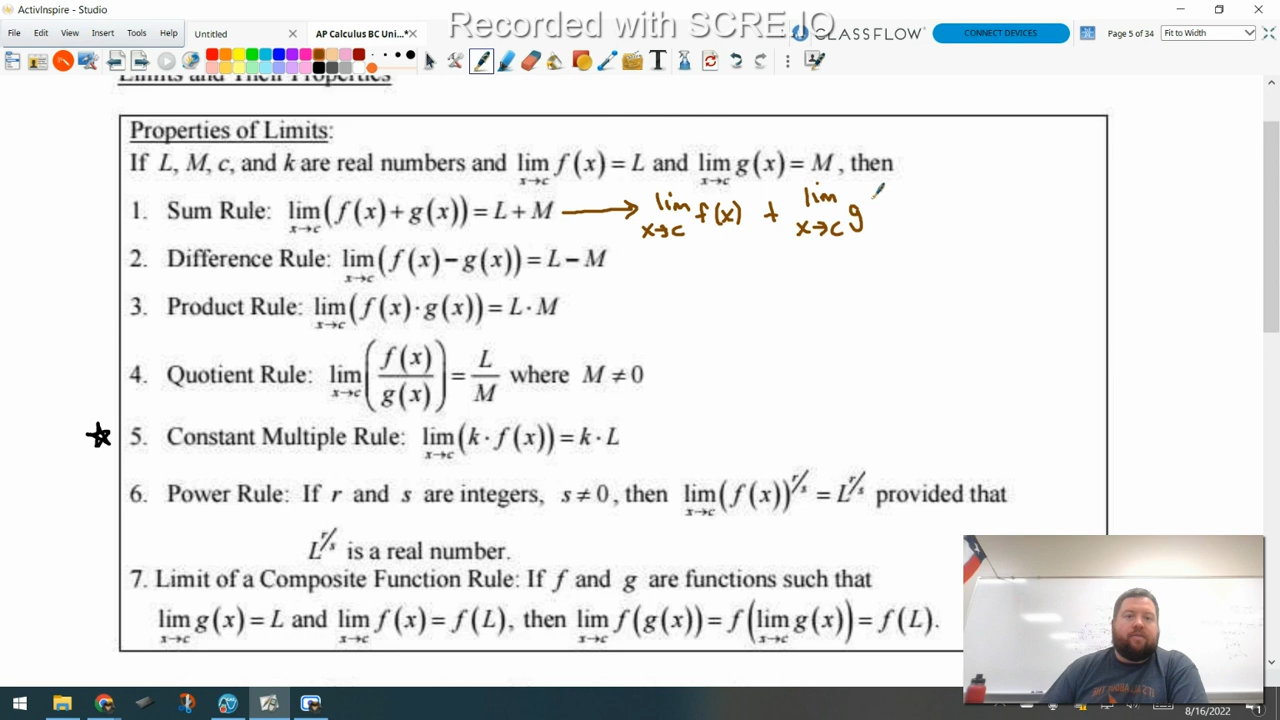 ActivInspire - Studio
Recorded with SCRE.IO
File Edit View Insert Tools Help Untitled AP Calculus BC Uni...* CLASSFLOW CONNECT DEVICES Page 5 of 34 Fit to Width
Limits and Their Properties
Properties of Limits:
If L, M, c, and k are real numbers and lim x→c f(x) = L and lim x→c g(x) = M, then
1. Sum Rule: lim x→c (f(x)+g(x)) = L + M → lim x→c f(x) + lim x→c g
2. Difference Rule: lim x→c (f(x)−g(x)) = L − M
3. Product Rule: lim x→c (f(x)·g(x)) = L·M
4. Quotient Rule: lim x→c (f(x)/g(x)) = L/M where M ≠ 0
5. Constant Multiple Rule: lim x→c (k·f(x)) = k·L
6. Power Rule: If r and s are integers, s ≠ 0, then lim x→c (f(x))^(r/s) = L^(r/s) provided that
L^(r/s) is a real number.
7. Limit of a Composite Function Rule: If f and g are functions such that
lim x→c g(x) = L and lim x→c f(x) = f(L), then lim x→c f(g(x)) = f(lim x→c g(x)) = f(L).
8/16/2022